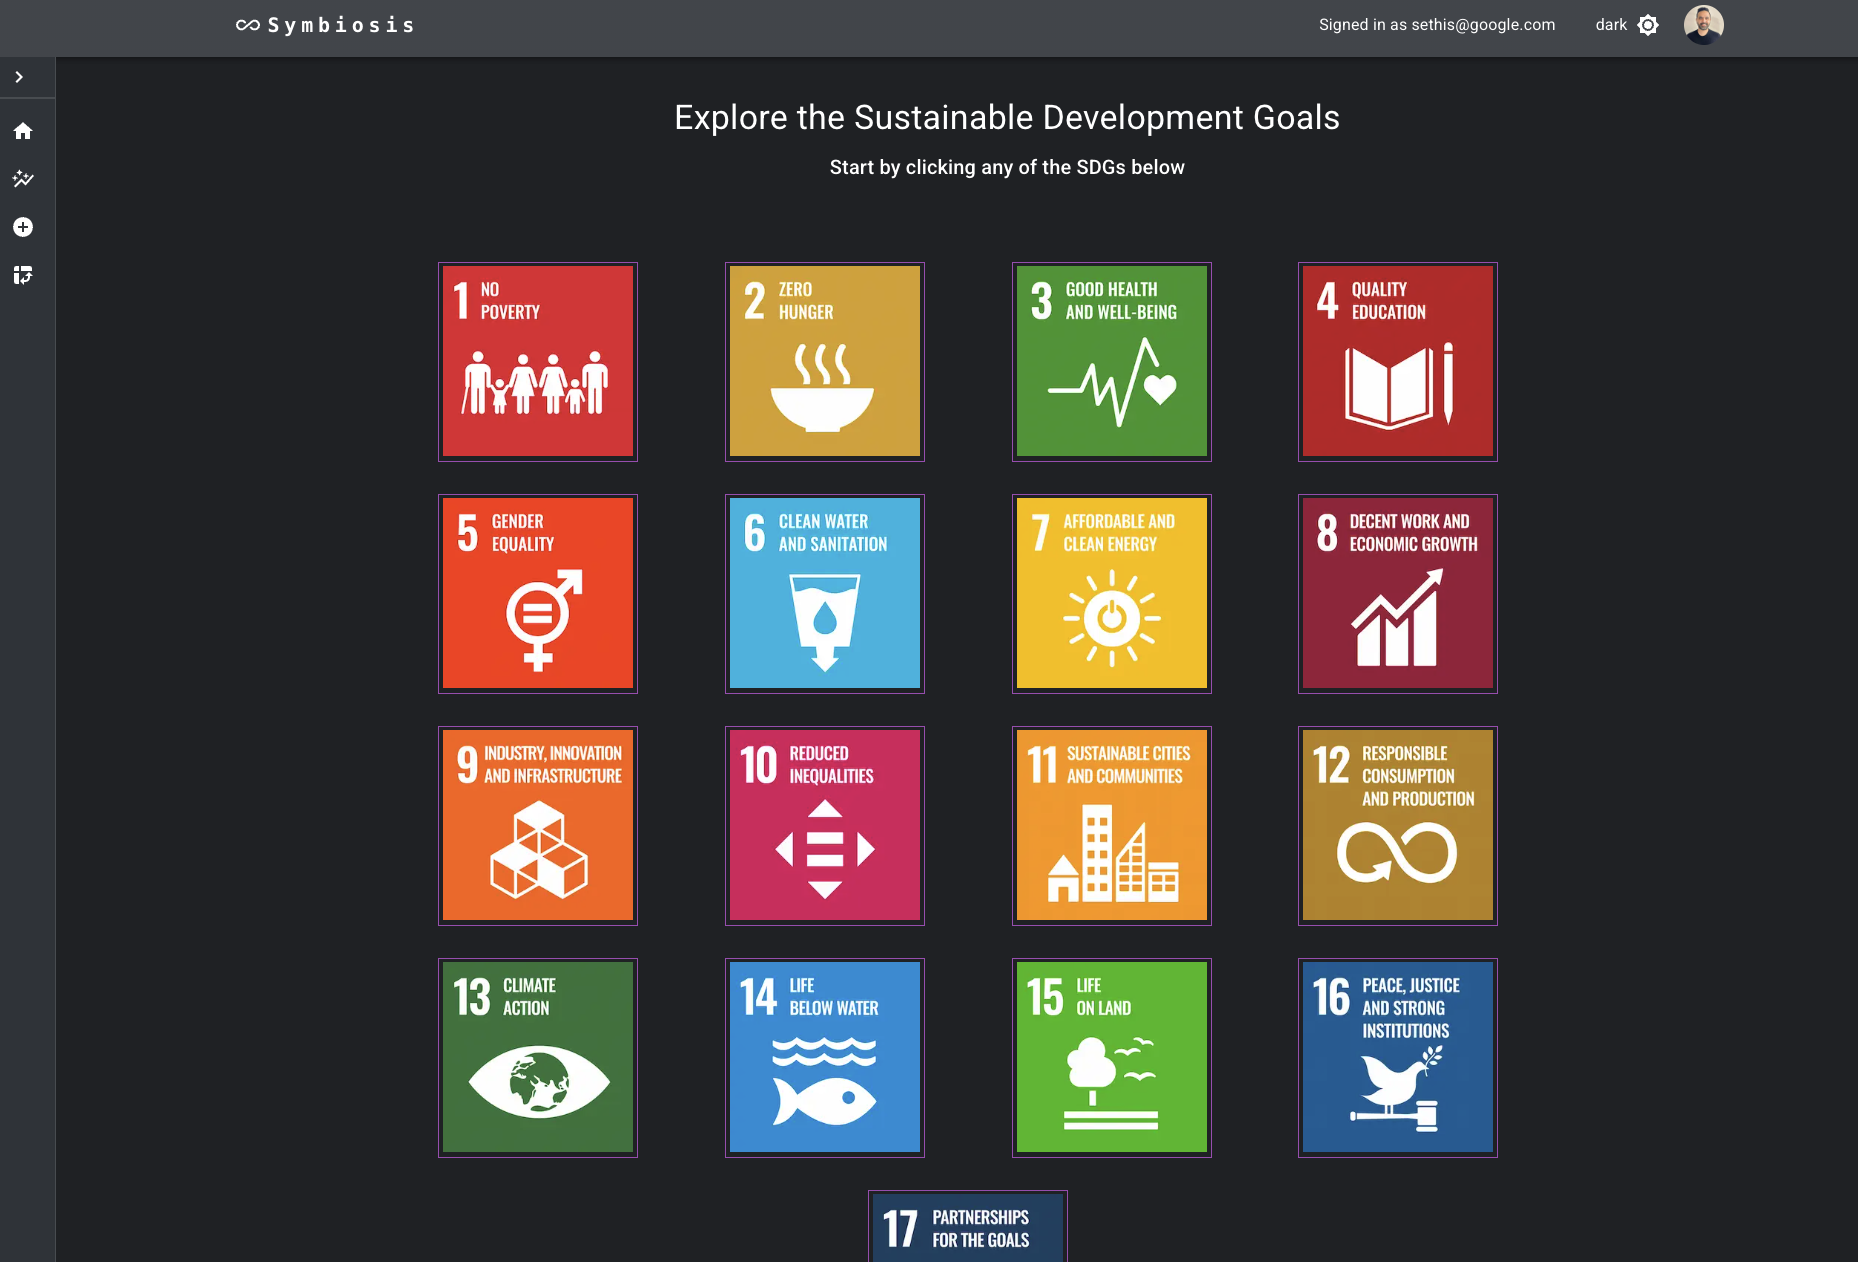 Symbiosis
Signed in as sethis@google.com
dark
Explore the Sustainable Development Goals
Start by clicking any of the SDGs below
1 NO
POVERTY
2 ZERO
HUNGER
3 GOOD HEALTH
AND WELL-BEING
4 QUALITY
EDUCATION
5 GENDER
EQUALITY
6 CLEAN WATER
AND SANITATION
7 AFFORDABLE AND
CLEAN ENERGY
8 DECENT WORK AND
ECONOMIC GROWTH
9 INDUSTRY, INNOVATION
AND INFRASTRUCTURE
10 REDUCED
INEQUALITIES
11 SUSTAINABLE CITIES
AND COMMUNITIES
12 RESPONSIBLE
CONSUMPTION
AND PRODUCTION
13 CLIMATE
ACTION
14 LIFE
BELOW WATER
15 LIFE
ON LAND
16 PEACE, JUSTICE
AND STRONG
INSTITUTIONS
17 PARTNERSHIPS
FOR THE GOALS